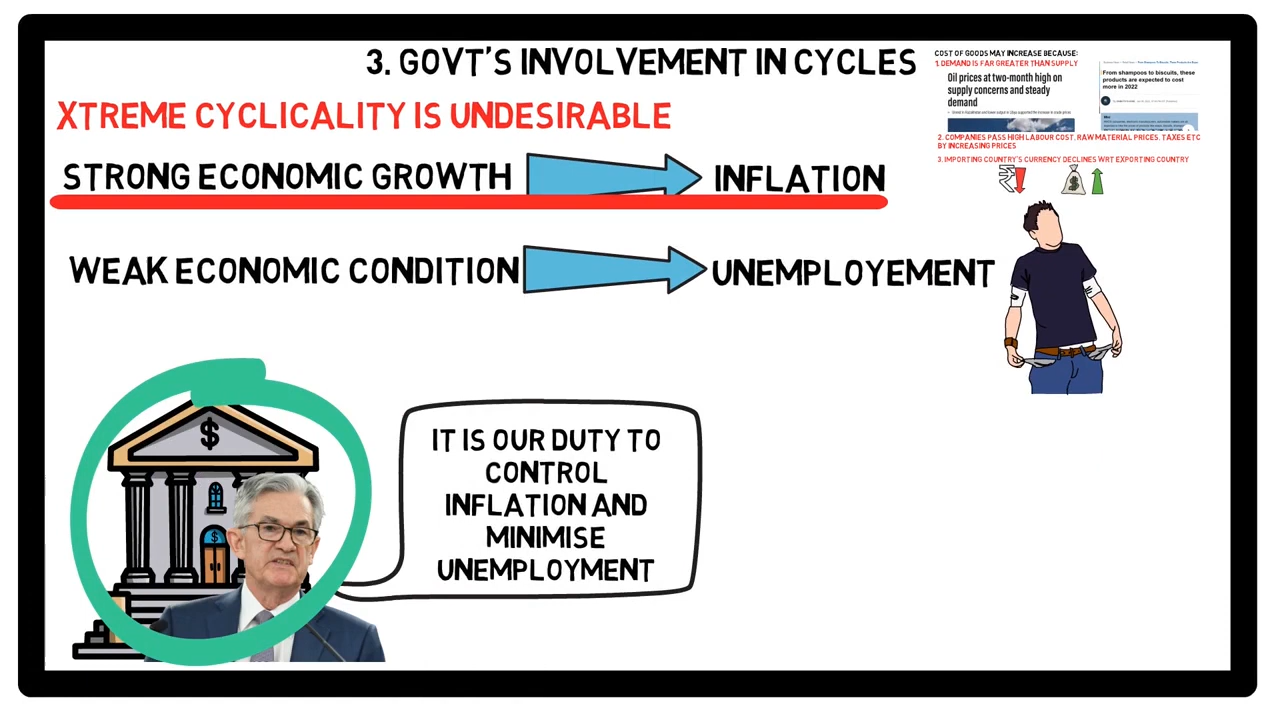 3. GOVT'S INVOLVEMENT IN CYCLES
XTREME CYCLICALITY IS UNDESIRABLE
STRONG ECONOMIC GROWTH
INFLATION
WEAK ECONOMIC CONDITION
UNEMPLOYEMENT
COST OF GOODS MAY INCREASE BECAUSE:
1. DEMAND IS FAR GREATER THAN SUPPLY
Oil prices at two-month high on
supply concerns and steady
demand
From shampoos to biscuits, these
products are expected to cost
more in 2022
2. COMPANIES PASS HIGH LABOUR COST, RAW MATERIAL PRICES, TAXES ETC
BY INCREASING PRICES
3. IMPORTING COUNTRY'S CURRENCY DECLINES WRT EXPORTING COUNTRY
₹
$
$
$
IT IS OUR DUTY TO
CONTROL
INFLATION AND
MINIMISE
UNEMPLOYMENT